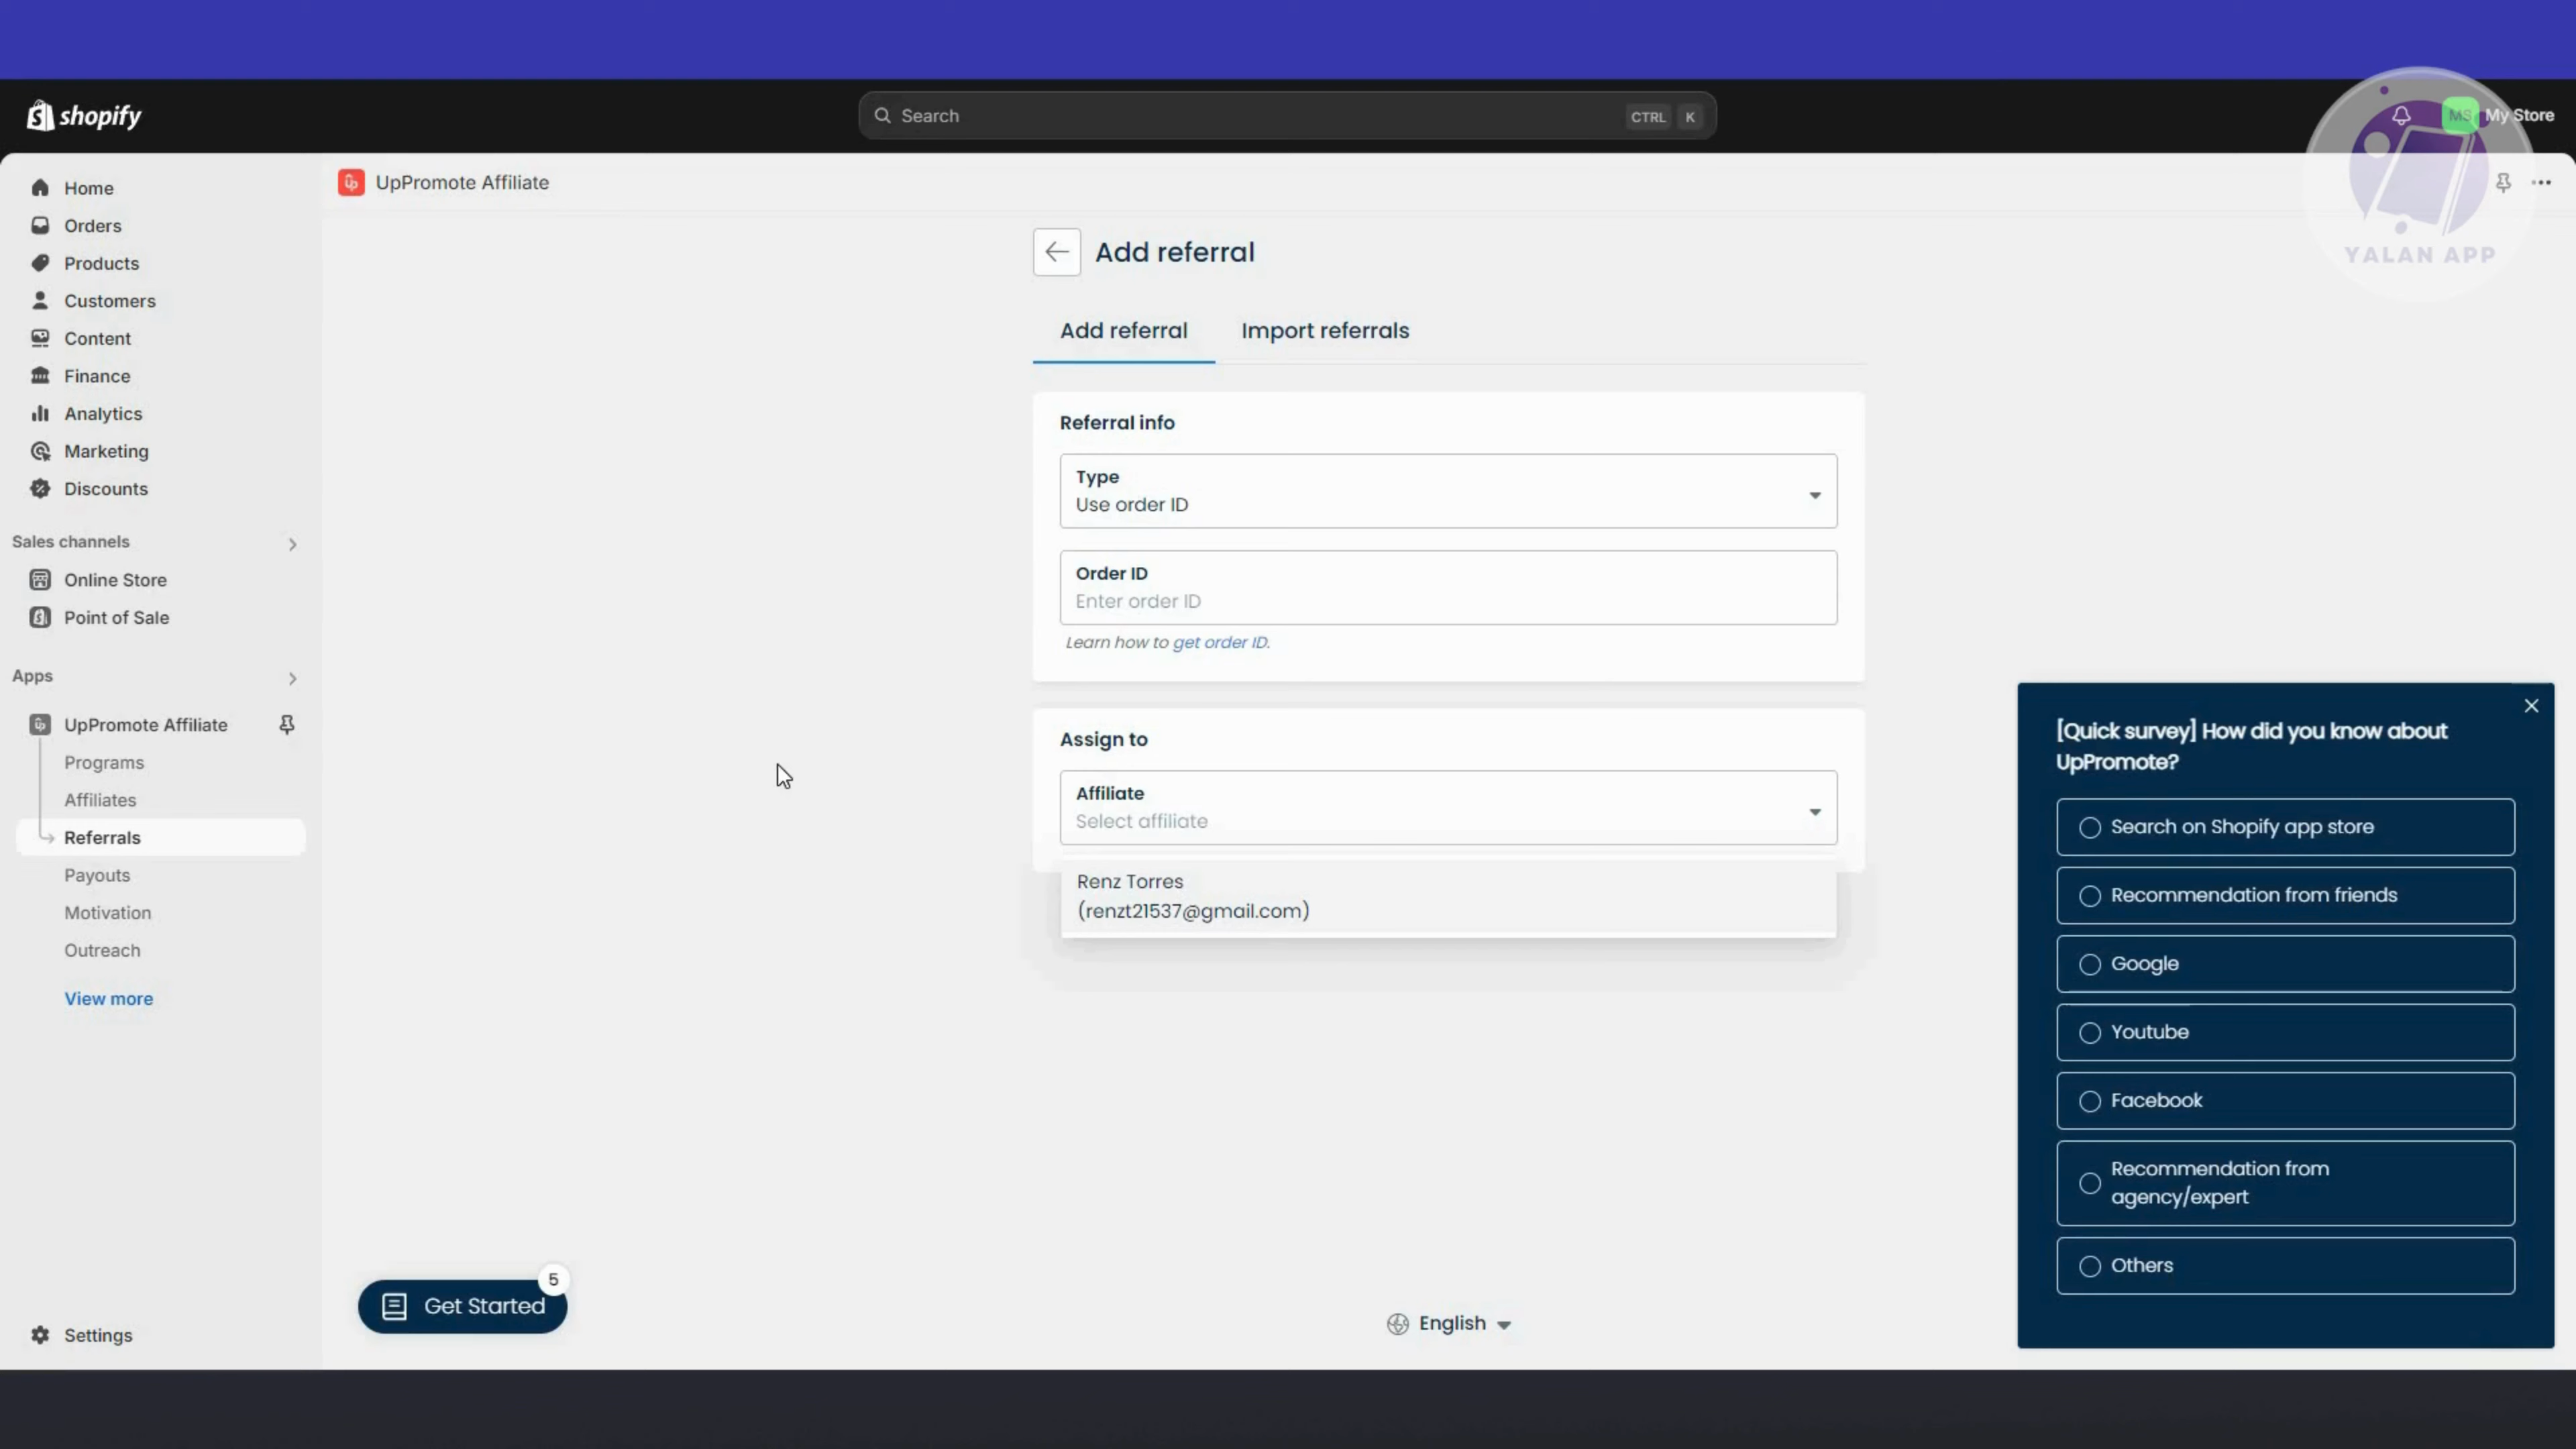 shopify
Search
CTRL K
MS My Store
YALAN APP
Home
Orders
Products
Customers
Content
Finance
Analytics
Marketing
Discounts
Sales channels
Online Store
Point of Sale
Apps
UpPromote Affiliate
Programs
Affiliates
Referrals
Payouts
Motivation
Outreach
View more
Settings
UpPromote Affiliate
Add referral
Add referral
Import referrals
Referral info
Type
Use order ID
Order ID
Enter order ID
Learn how to get order ID.
Assign to
Affiliate
Select affiliate
Renz Torres
(renzt21537@gmail.com)
5
Get Started
English
[Quick survey] How did you know about
UpPromote?
Search on Shopify app store
Recommendation from friends
Google
Youtube
Facebook
Recommendation from
agency/expert
Others